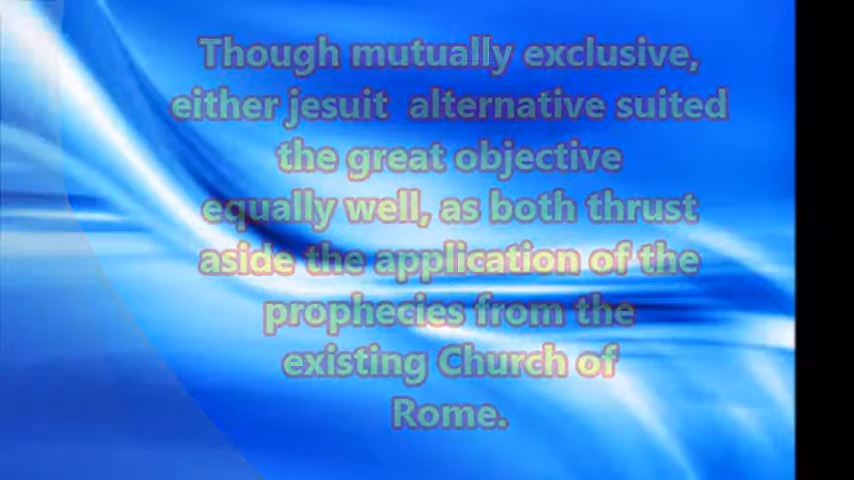 Though mutually exclusive,
either jesuit alternative suited
the great objective
equally well, as both thrust
aside the application of the
prophecies from the
existing Church of
Rome.